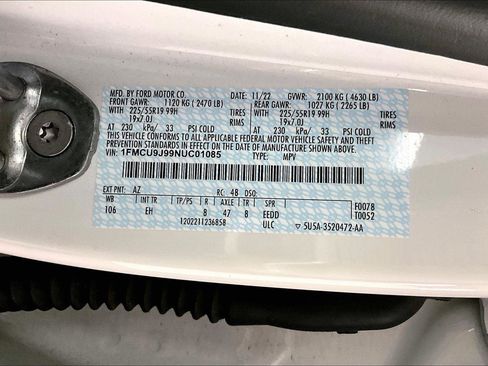 MFD. BY FORD MOTOR CO.
DATE: 11/22 GVWR: 2100 KG ( 4630 LB)
FRONT GAWR: 1120 KG ( 2470 LB) REAR GAWR: 1027 KG ( 2265 LB)
WITH 225/55R19 99H TIRES WITH 225/55R19 99H TIRES
19x7.0J RIMS 19x7.0J RIMS
AT 230 kPa/ 33 PSI COLD AT 230 kPa/ 33 PSI COLD
THIS VEHICLE CONFORMS TO ALL APPLICABLE FEDERAL MOTOR VEHICLE SAFETY AND THEFT
PREVENTION STANDARDS IN EFFECT ON THE DATE OF MANUFACTURE SHOWN ABOVE.
VIN: 1FMCU9J99NUC01085 TYPE: MPV
EXT PNT: AZ RC: 48 DSO: F0078
WB INT TR TP/PS R AXLE TR SPR T0052
106 EH 8 47 8 EEDD
120221123685B ULC 5U5A-3520472-AA